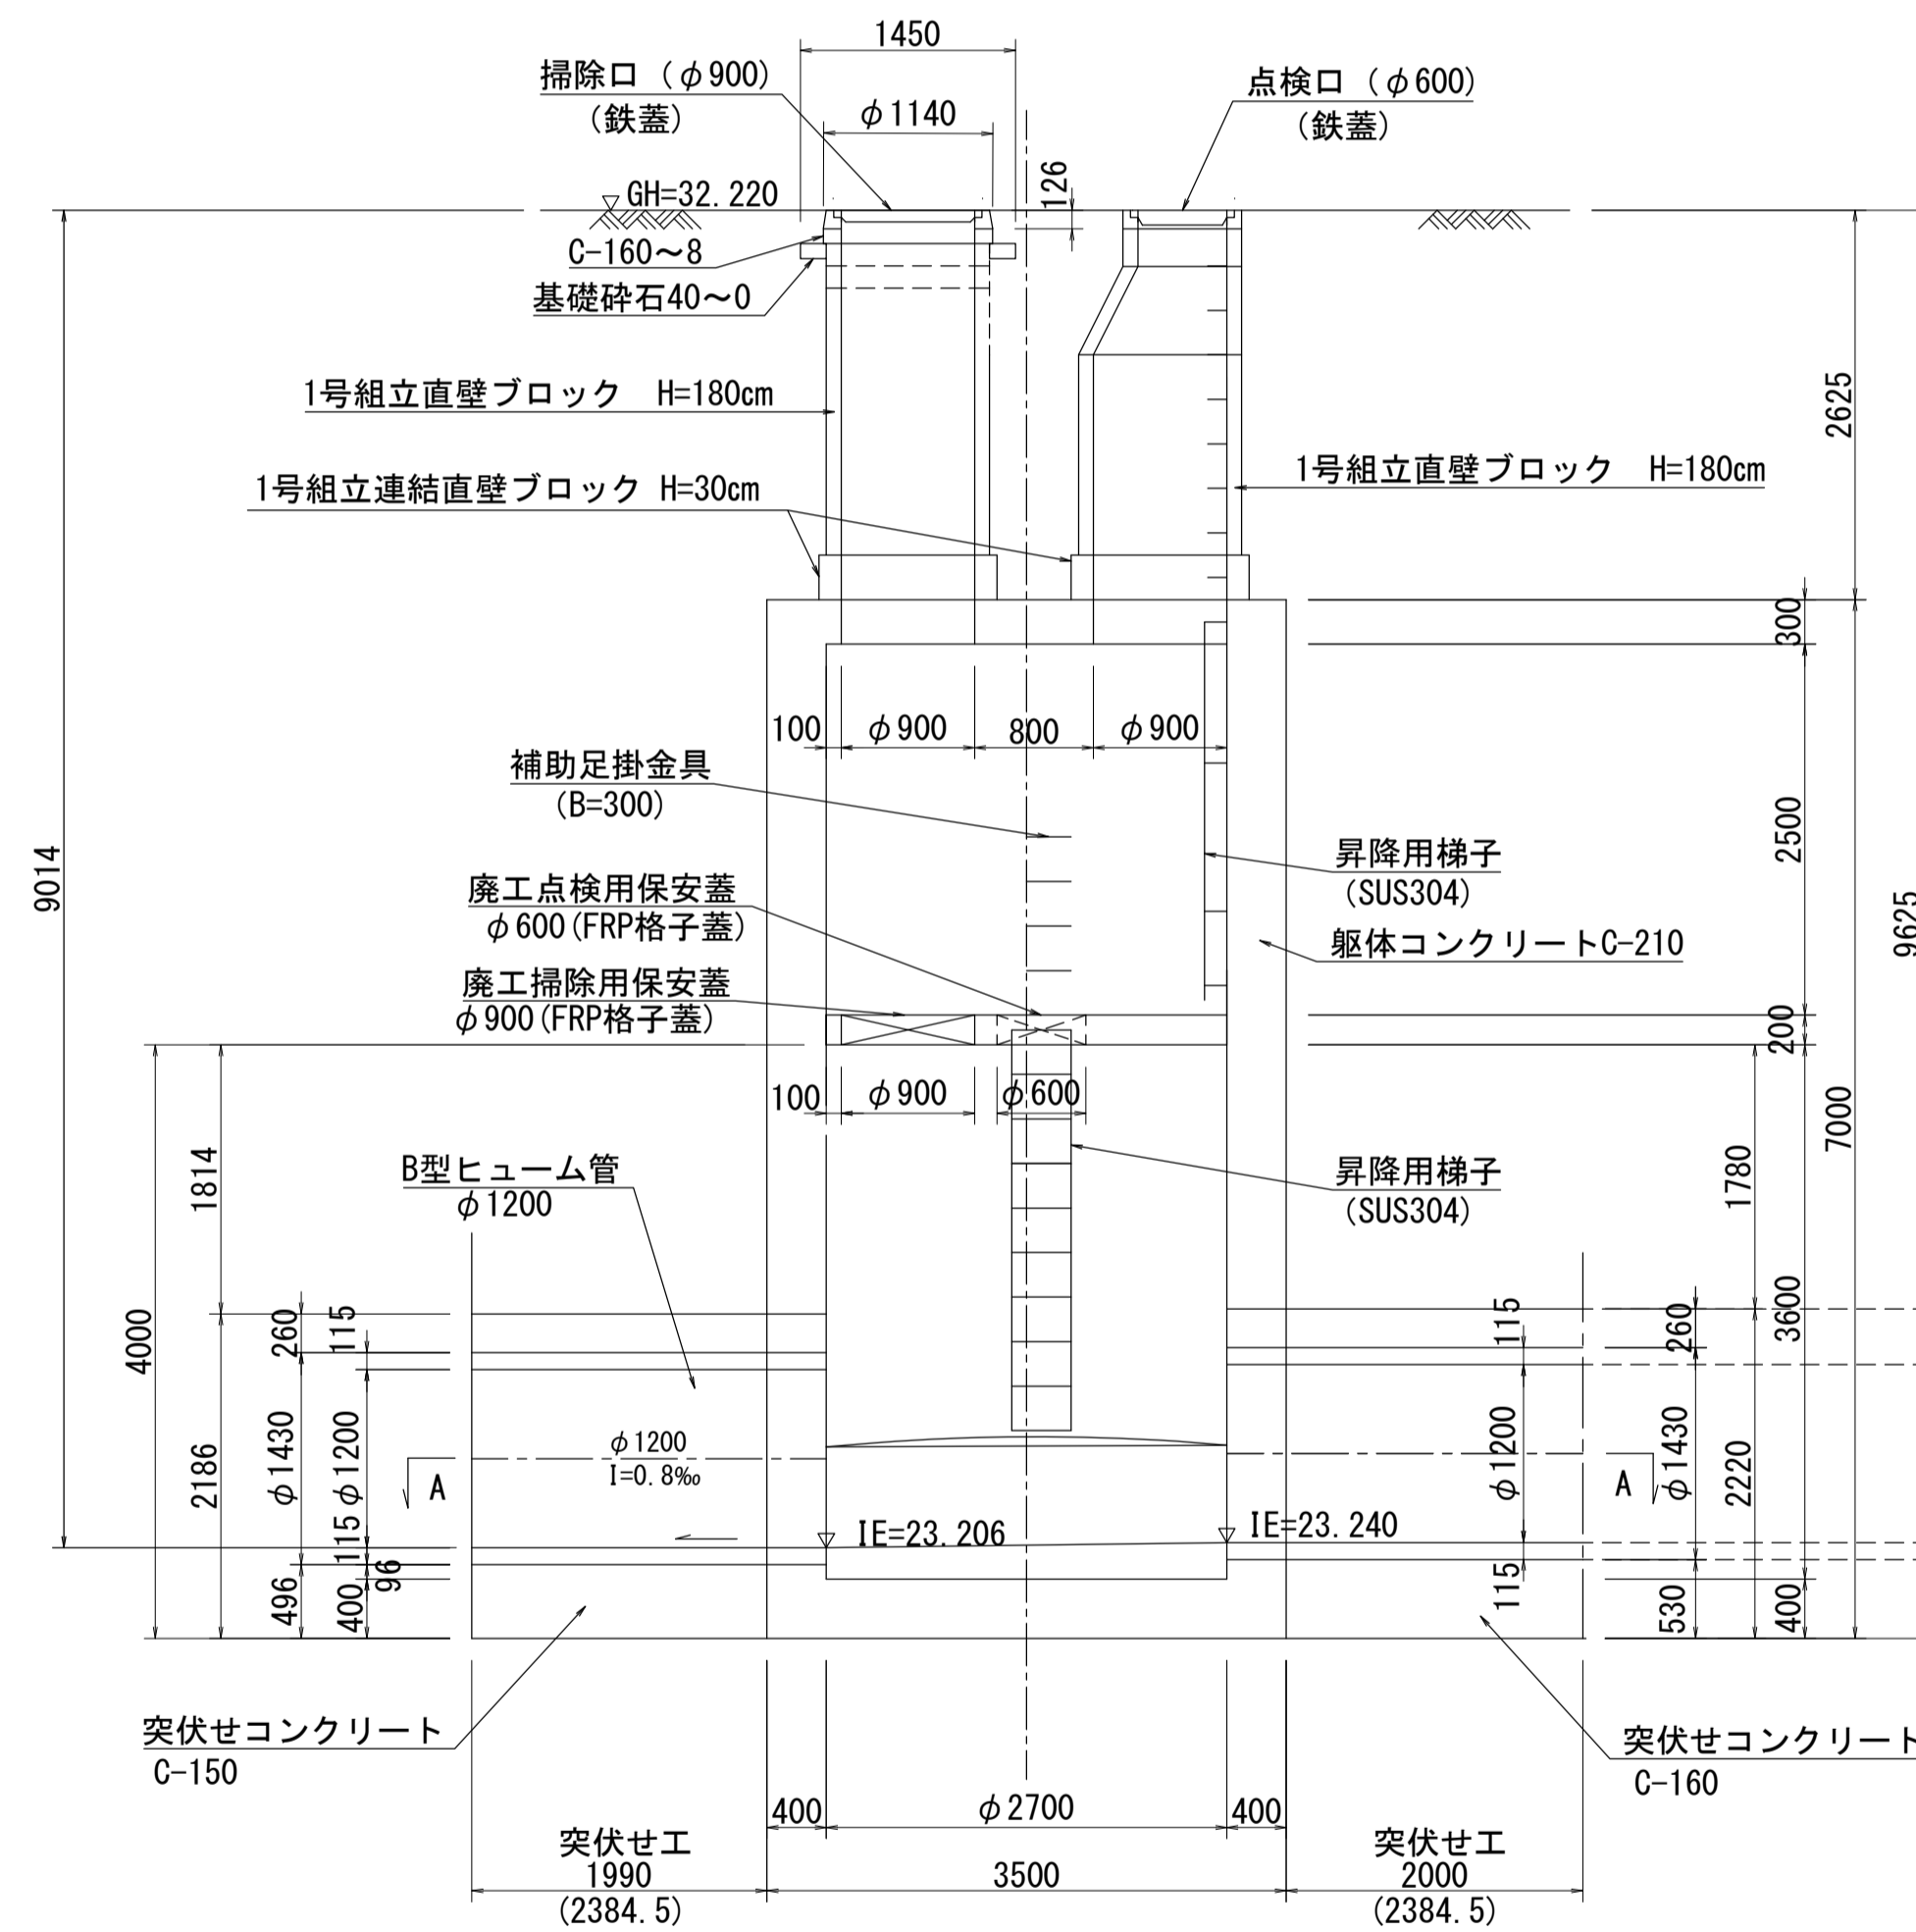 1450
掃除口（φ900）
（鉄蓋）
φ1140
点検口（φ600）
（鉄蓋）
126
GH=32.220
C-160～8
基礎砕石40～0
1号組立直壁ブロック　H=180cm
2625
1号組立連結直壁ブロック H=30cm
1号組立直壁ブロック　H=180cm
300
100
φ900
800
φ900
補助足掛金具
（B=300）
2500
9014
廃工点検用保安蓋
φ600(FRP格子蓋）
昇降用梯子
（SUS304）
9625
躯体コンクリートC-210
廃工掃除用保安蓋
φ900(FRP格子蓋）
200
100
φ900
φ600
7000
1814
B型ヒューム管
φ1200
昇降用梯子
（SUS304）
1780
4000
260
115
115
260
3600
2186
φ1430
φ1200
φ1200
I=0.8‰
A
φ1200
φ1430
2220
A
IE=23.206
IE=23.240
115
96
496
400
115
530
400
突伏せコンクリート
C-150
突伏せコンクリート
C-160
400
φ2700
400
突伏せ工
1990
(2384.5)
3500
突伏せ工
2000
(2384.5)